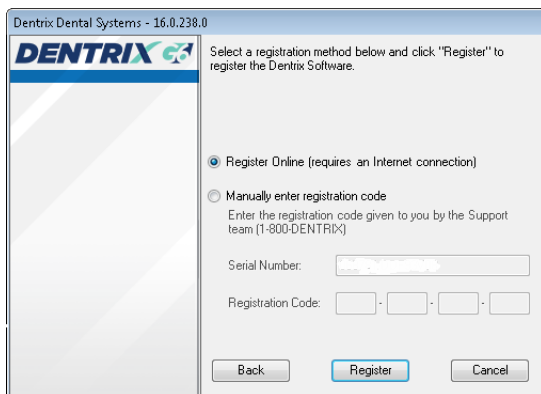 Dentrix Dental Systems - 16.0.238.0
DENTRIX G6
Select a registration method below and click "Register" to
register the Dentrix Software.
Register Online (requires an Internet connection)
Manually enter registration code
Enter the registration code given to you by the Support
team (1-800-DENTRIX)
Serial Number:
Registration Code: - - -
Back Register Cancel